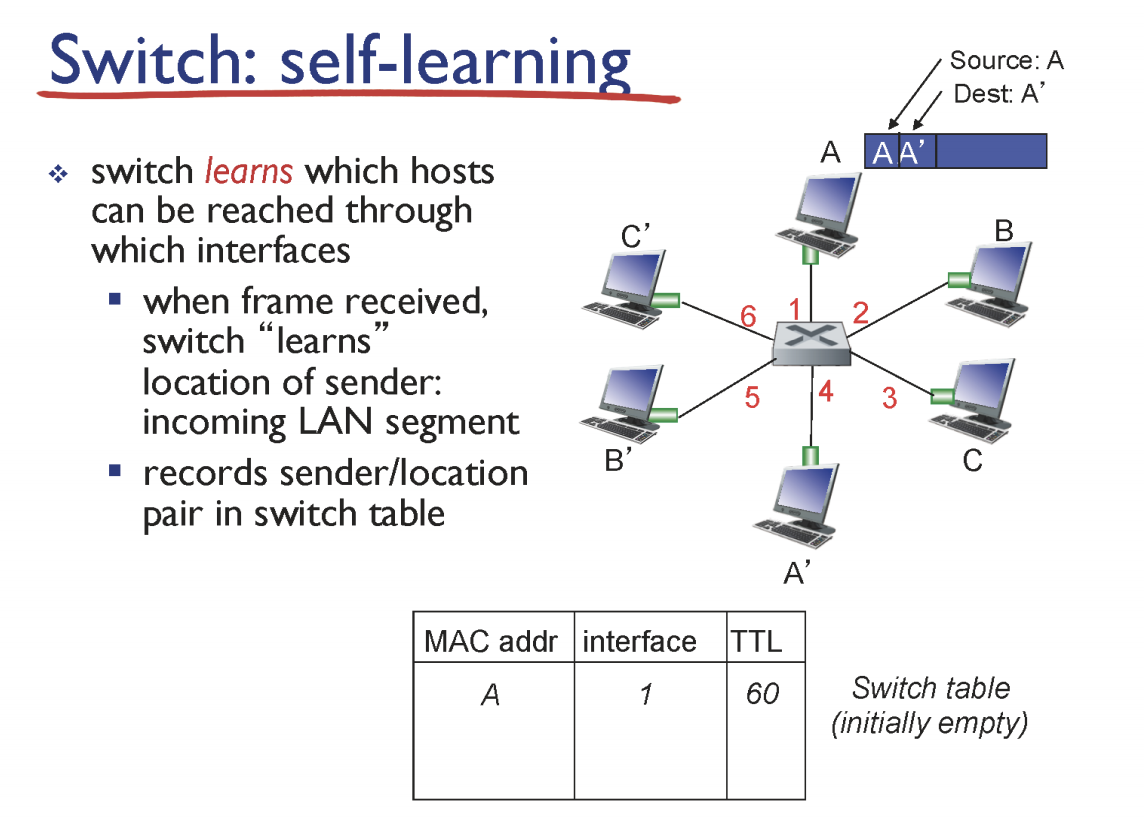 Switch: self-learning
Source: A
Dest: A’
A
A A’
❖ switch learns which hosts
can be reached through
which interfaces
▪ when frame received,
switch “learns”
location of sender:
incoming LAN segment
▪ records sender/location
pair in switch table
C’
B
6
1
2
5
4
3
B’
C
A’
MAC addr interface TTL
A 1 60
Switch table
(initially empty)